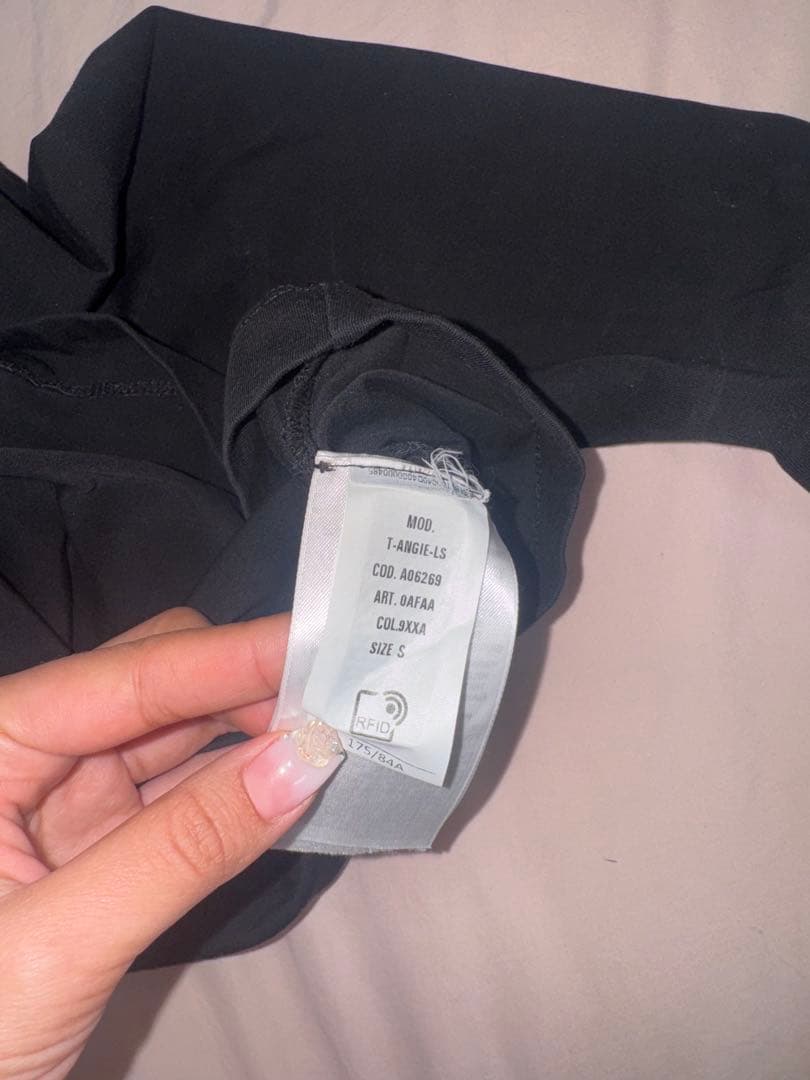 MOD.
T-ANGIE-LS
COD. A06269
ART. 0AFAA
COL.9XXA
SIZE S
RFID
175/84A